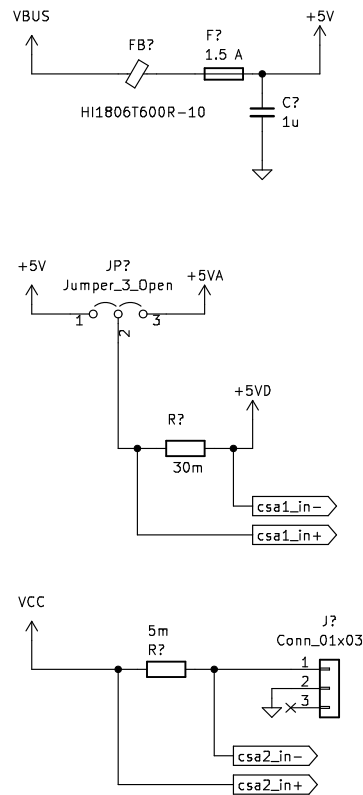 VBUS
+5V
FB?
F?
1.5 A
HI1806T600R-10
C?
1u
+5V
JP?
Jumper_3_Open
+5VA
1
2
3
+5VD
R?
30m
csa1_in-
csa1_in+
VCC
5m
R?
J?
Conn_01x03
1
2
3
csa2_in-
csa2_in+